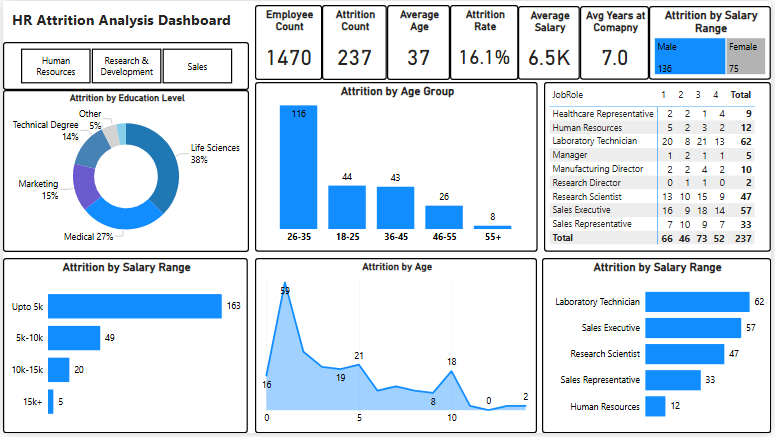 HR Attrition Analysis Dashboard
Human Resources
Research & Development
Sales
Employee Count
1470
Attrition Count
237
Average Age
37
Attrition Rate
16.1%
Average Salary
6.5K
Avg Years at Comapny
7.0
Attrition by Salary Range
Male
136
Female
75
Attrition by Education Level
Other 5%
Technical Degree 14%
Life Sciences 38%
Marketing 15%
Medical 27%
Attrition by Age Group
116
44
43
26
8
26-35 18-25 36-45 46-55 55+
JobRole 1 2 3 4 Total
Healthcare Representative 2 2 1 4 9
Human Resources 5 2 3 2 12
Laboratory Technician 20 8 21 13 62
Manager 1 2 1 1 5
Manufacturing Director 2 2 4 2 10
Research Director 0 1 1 0 2
Research Scientist 13 10 15 9 47
Sales Executive 16 9 18 14 57
Sales Representative 7 10 9 7 33
Total 66 46 73 52 237
Attrition by Salary Range
Upto 5k 163
5k-10k 49
10k-15k 20
15k+ 5
Attrition by Age
59
16
19
21
8
18
0
2
0 5 10
Attrition by Salary Range
Laboratory Technician 62
Sales Executive 57
Research Scientist 47
Sales Representative 33
Human Resources 12